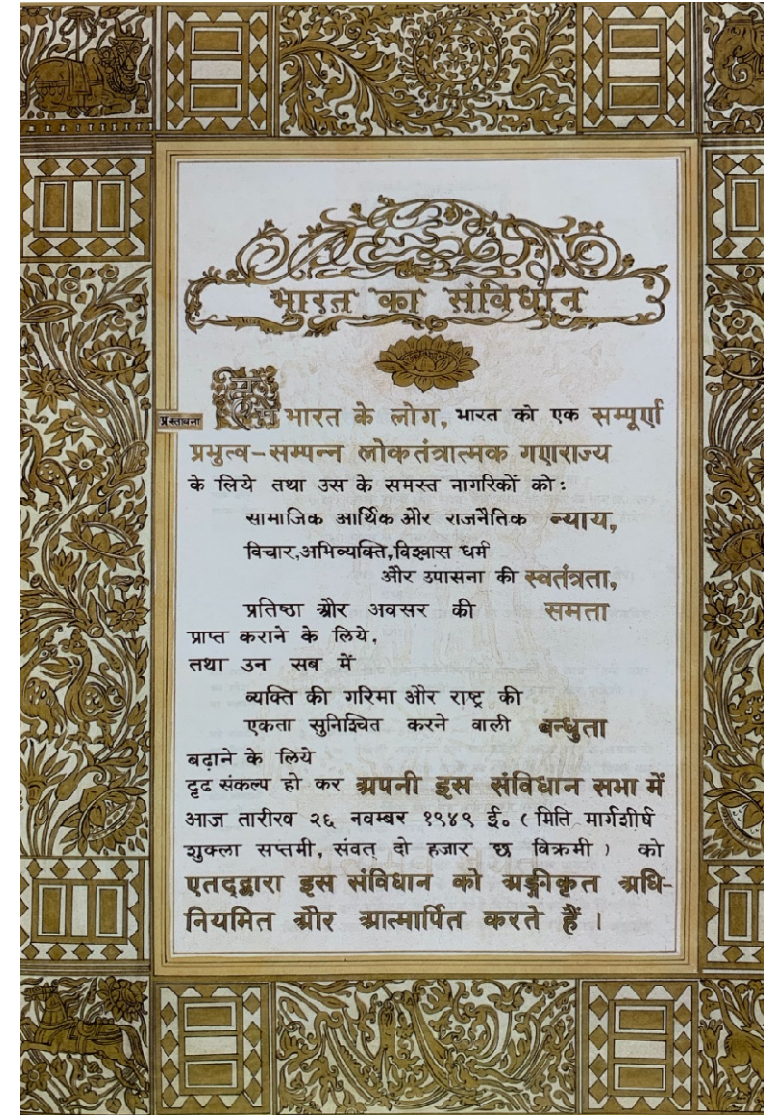 भारत का संविधान
प्रस्तावना
हम भारत के लोग, भारत को एक सम्पूर्ण
प्रभुत्व-सम्पन्न लोकतंत्रात्मक गणराज्य
के लिये तथा उस के समस्त नागरिकों को:
सामाजिक आर्थिक और राजनैतिक न्याय,
विचार,अभिव्यक्ति,विश्वास धर्म
और उपासना की स्वतंत्रता,
प्रतिष्ठा और अवसर की समता
प्राप्त कराने के लिये,
तथा उन सब में
व्यक्ति की गरिमा और राष्ट्र की
एकता सुनिश्चित करने वाली बन्धुता
बढ़ाने के लिये
दृढ संकल्प हो कर अपनी इस संविधान सभा में
आज तारीख २६ नवम्बर १९४९ ई० (मिति मार्गशीर्ष
शुक्ला सप्तमी, संवत् दो हजार छ विक्रमी) को
एतद्द्वारा इस संविधान को अङ्गीकृत अधि-
नियमित और आत्मार्पित करते हैं ।